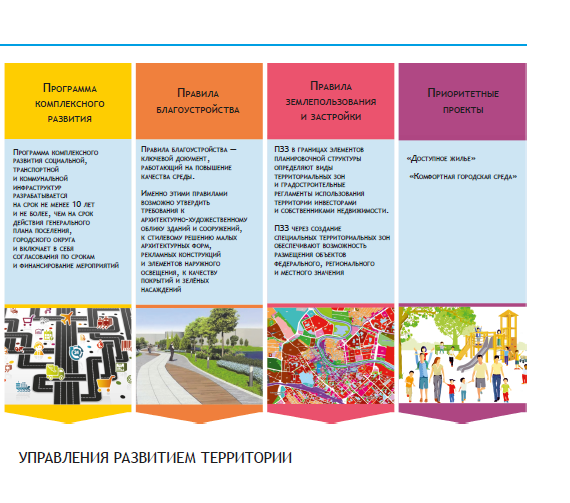 Программа
комплексного
развития
Программа комплексного
развития социальной,
транспортной
и коммунальной
инфраструктур
разрабатывается
на срок не менее 10 лет
и не более, чем на срок
действия генерального
плана поселения,
городского округа
и включает в себя
согласования по срокам
и финансирование мероприятий
Правила
благоустройства
Правила благоустройства —
ключевой документ,
работающий на повышение
качества среды.
Именно этими правилами
возможно утвердить
требования к
архитектурно-художественному
облику зданий и сооружений,
к стилевому решению малых
архитектурных форм,
рекламных конструкций
и элементов наружного
освещения, к качеству
покрытий и зелёных
насаждений
Правила
землепользования
и застройки
ПЗЗ в границах элементов
планировочной структуры
определяют виды
территориальных зон
и градостроительные
регламенты использования
территории инвесторами
и собственниками недвижимости.
ПЗЗ через создание
специальных территориальных зон
обеспечивают возможность
размещения объектов
федерального, регионального
и местного значения
Приоритетные
проекты
«Доступное жилье»
«Комфортная городская среда»
УПРАВЛЕНИЯ РАЗВИТИЕМ ТЕРРИТОРИИ